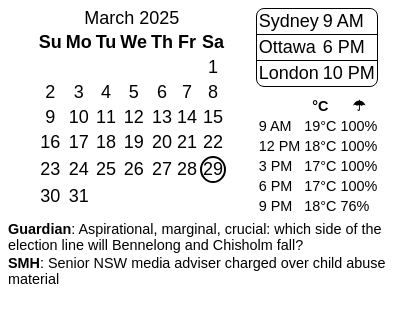 March 2025
Su Mo Tu We Th Fr Sa
1
2 3 4 5 6 7 8
9 10 11 12 13 14 15
16 17 18 19 20 21 22
23 24 25 26 27 28 29
30 31
Sydney 9 AM
Ottawa 6 PM
London 10 PM
°C ☂
9 AM 19°C 100%
12 PM 18°C 100%
3 PM 17°C 100%
6 PM 17°C 100%
9 PM 18°C 76%
Guardian: Aspirational, marginal, crucial: which side of the
election line will Bennelong and Chisholm fall?
SMH: Senior NSW media adviser charged over child abuse
material